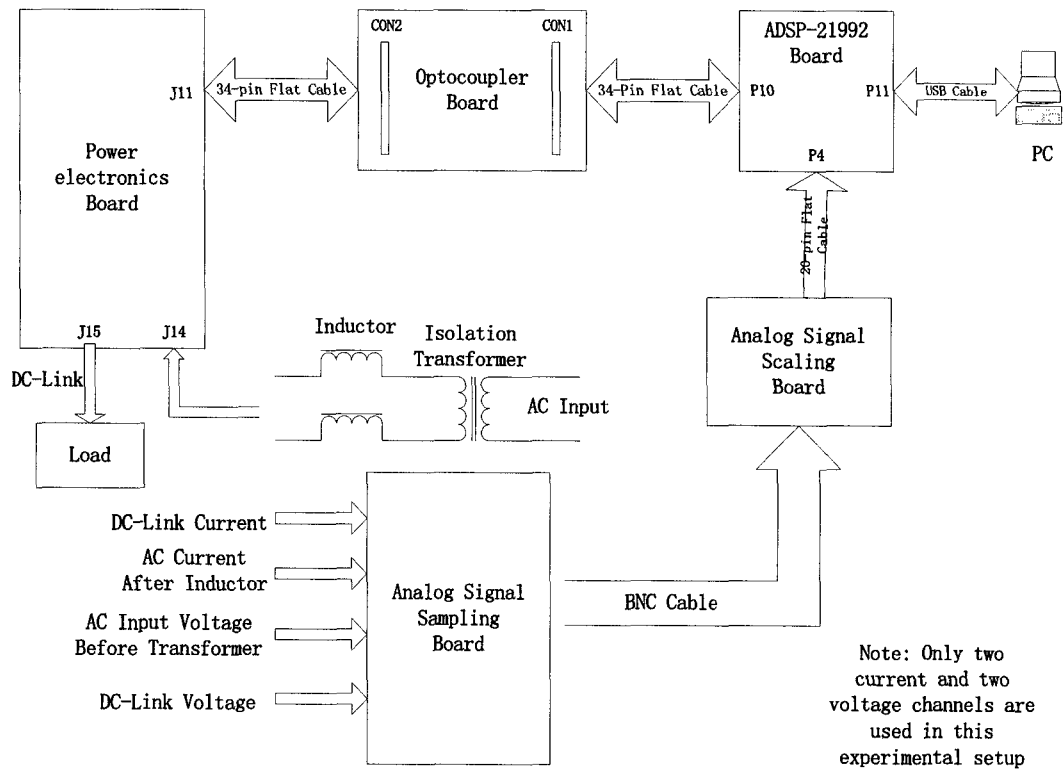 CON2
CON1
ADSP-21992
Board
Optocoupler
Board
J11
34-pin Flat Cable
34-Pin Flat Cable
P10
P11
USB Cable
PC
Power
electronics
Board
P4
20-pin Flat
Cable
J15
J14
Inductor
Isolation
Transformer
Analog Signal
Scaling
Board
DC-Link
AC Input
Load
DC-Link Current
AC Current
After Inductor
Analog Signal
Sampling
Board
BNC Cable
AC Input Voltage
Before Transformer
DC-Link Voltage
Note: Only two
current and two
voltage channels are
used in this
experimental setup